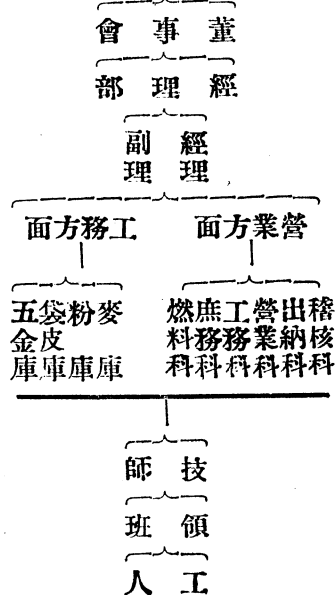 董事會
經理部
經理 副理
營業方面 工務方面
稽核科 出納科 營業科 工務科 庶務科 燃料科 麥庫 粉庫 袋皮庫 五金庫
技師
領班
工人